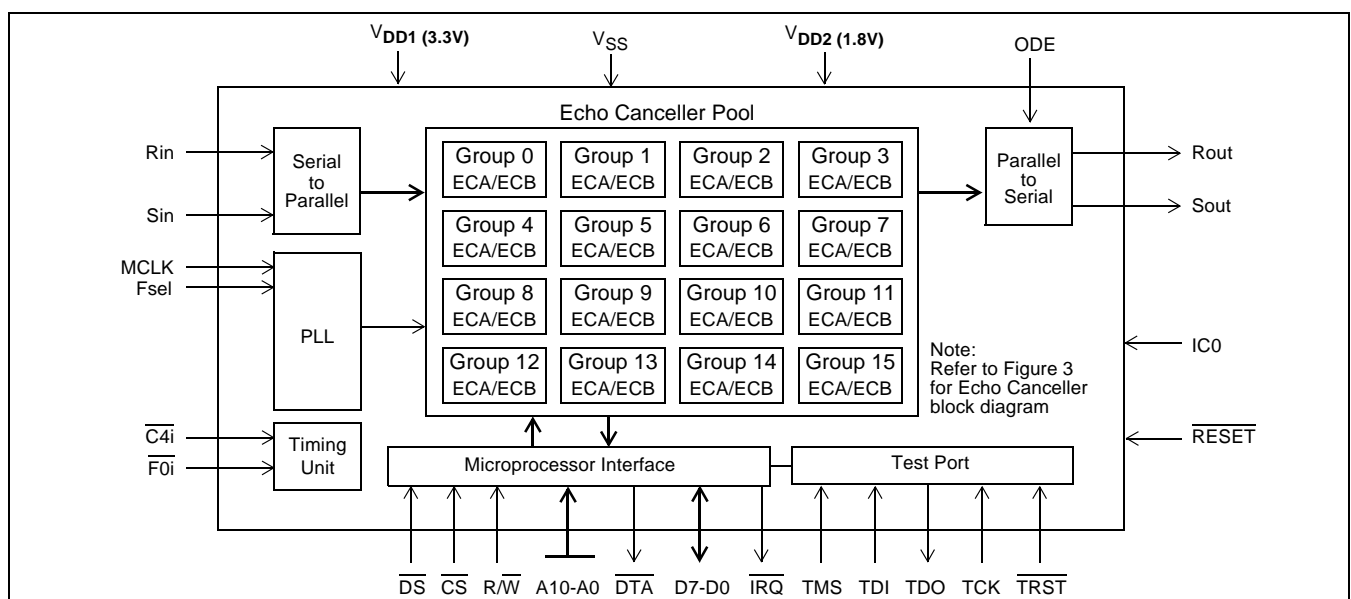 VDD1 (3.3V)
VSS
VDD2 (1.8V)
ODE
Echo Canceller Pool
Rin
Sin
Serial
to
Parallel
Group 0
ECA/ECB
Group 1
ECA/ECB
Group 2
ECA/ECB
Group 3
ECA/ECB
Parallel
to
Serial
Rout
Sout
Group 4
ECA/ECB
Group 5
ECA/ECB
Group 6
ECA/ECB
Group 7
ECA/ECB
MCLK
Fsel
PLL
Group 8
ECA/ECB
Group 9
ECA/ECB
Group 10
ECA/ECB
Group 11
ECA/ECB
Group 12
ECA/ECB
Group 13
ECA/ECB
Group 14
ECA/ECB
Group 15
ECA/ECB
Note:
Refer to Figure 3
for Echo Canceller
block diagram
IC0
RESET
C4i
F0i
Timing
Unit
Microprocessor Interface
Test Port
DS CS R/W A10-A0 DTA D7-D0 IRQ TMS TDI TDO TCK TRST